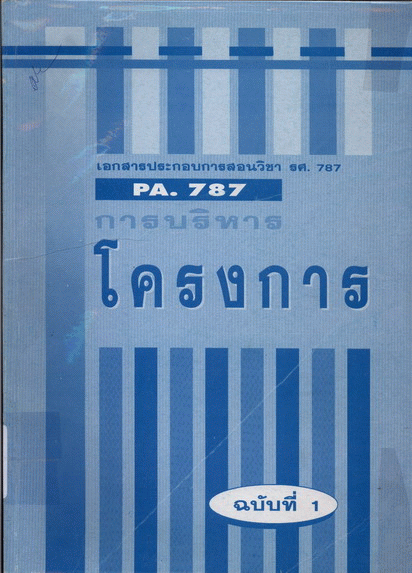 เอกสารประกอบการสอนวิชา รศ. 787
PA. 787
การบริหาร
โครงการ
ฉบับที่ 1